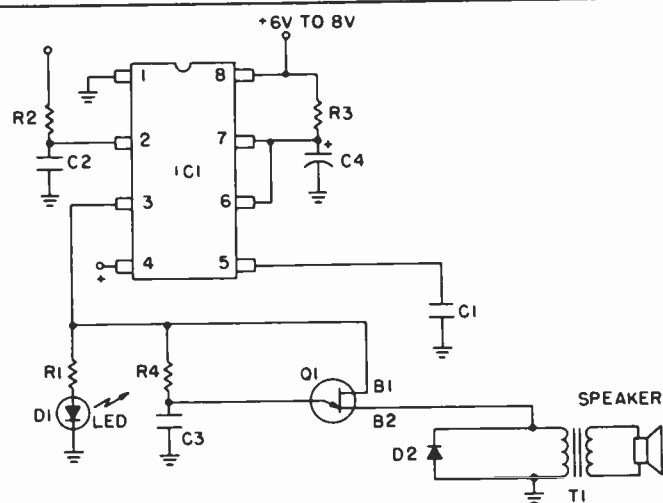 +6V TO 8V
1
8
R2
R3
2
7
+
C2
IC1
C4
3
6
4
5
+
C1
R1
R4
Q1
B1
D1
LED
C3
B2
SPEAKER
D2
T1